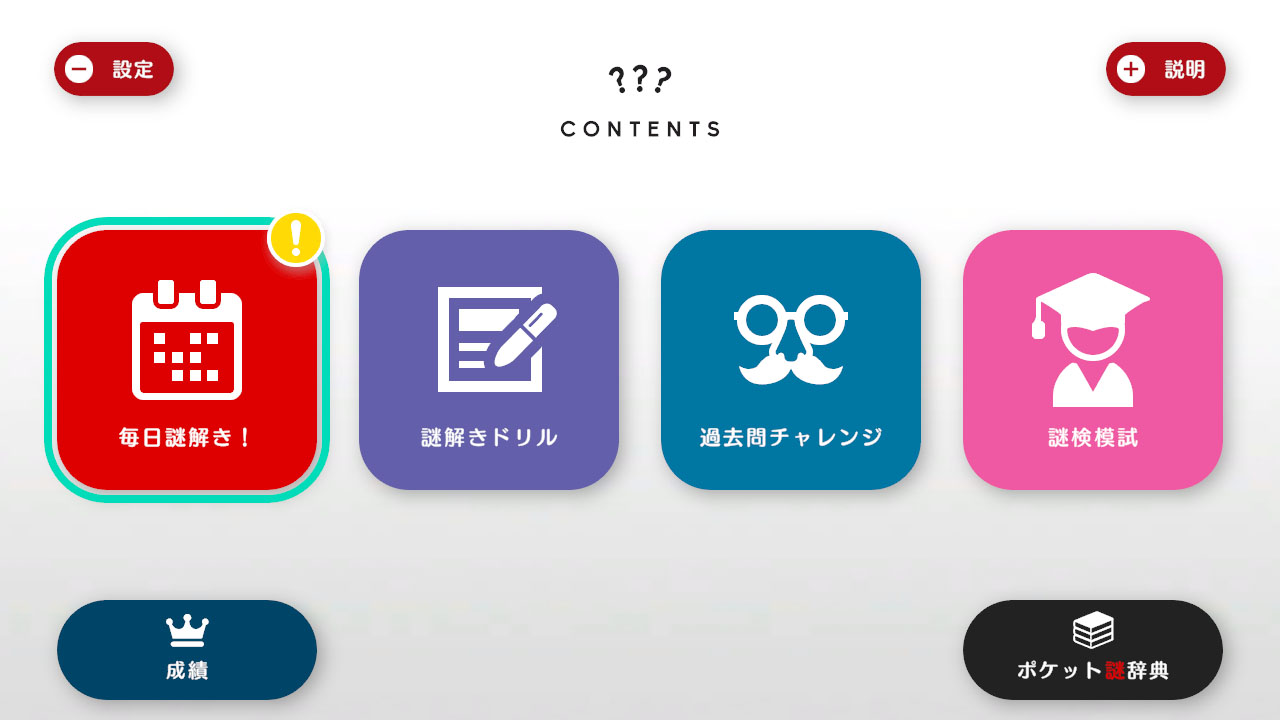 設定
説明
???
CONTENTS
毎日謎解き！
謎解きドリル
過去問チャレンジ
謎検模試
成績
ポケット謎辞典